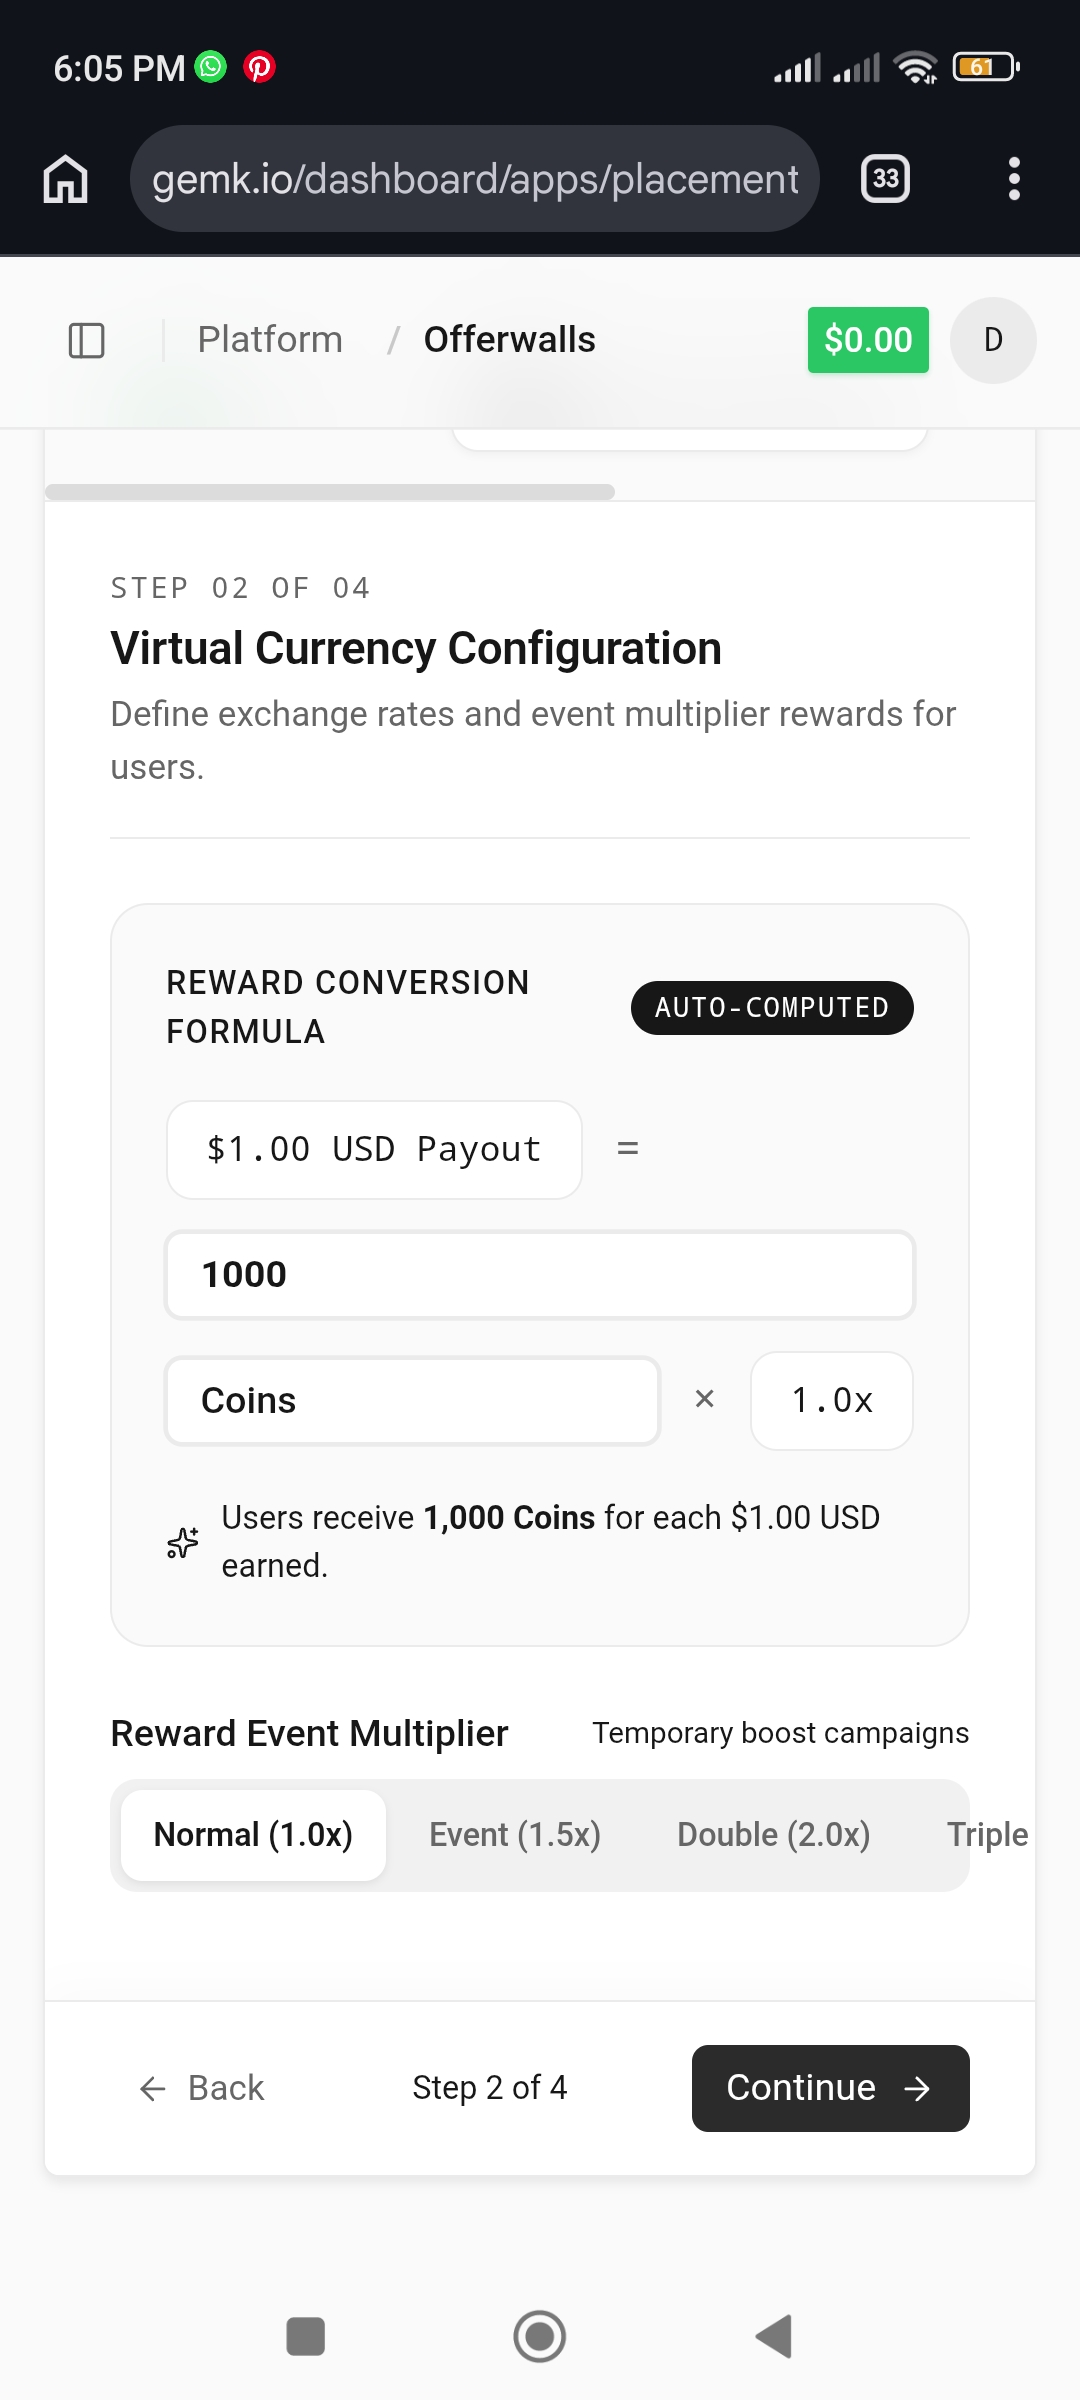 6:05 PM
61
gemk.io/dashboard/apps/placement
33
Platform / Offerwalls
$0.00
D
STEP 02 OF 04
Virtual Currency Configuration
Define exchange rates and event multiplier rewards for
users.
REWARD CONVERSION
FORMULA
AUTO-COMPUTED
$1.00 USD Payout =
1000
Coins × 1.0x
Users receive 1,000 Coins for each $1.00 USD
earned.
Reward Event Multiplier
Temporary boost campaigns
Normal (1.0x) Event (1.5x) Double (2.0x) Triple
← Back
Step 2 of 4
Continue →